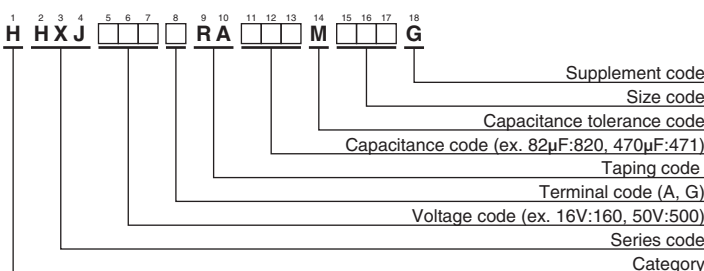 1 2 3 4 5 6 7 8 9 10 11 12 13 14 15 16 17 18
H HXJ □□□ □ RA □□□ M □□□ G
Supplement code
Size code
Capacitance tolerance code
Capacitance code (ex. 82µF:820, 470µF:471)
Taping code
Terminal code (A, G)
Voltage code (ex. 16V:160, 50V:500)
Series code
Category